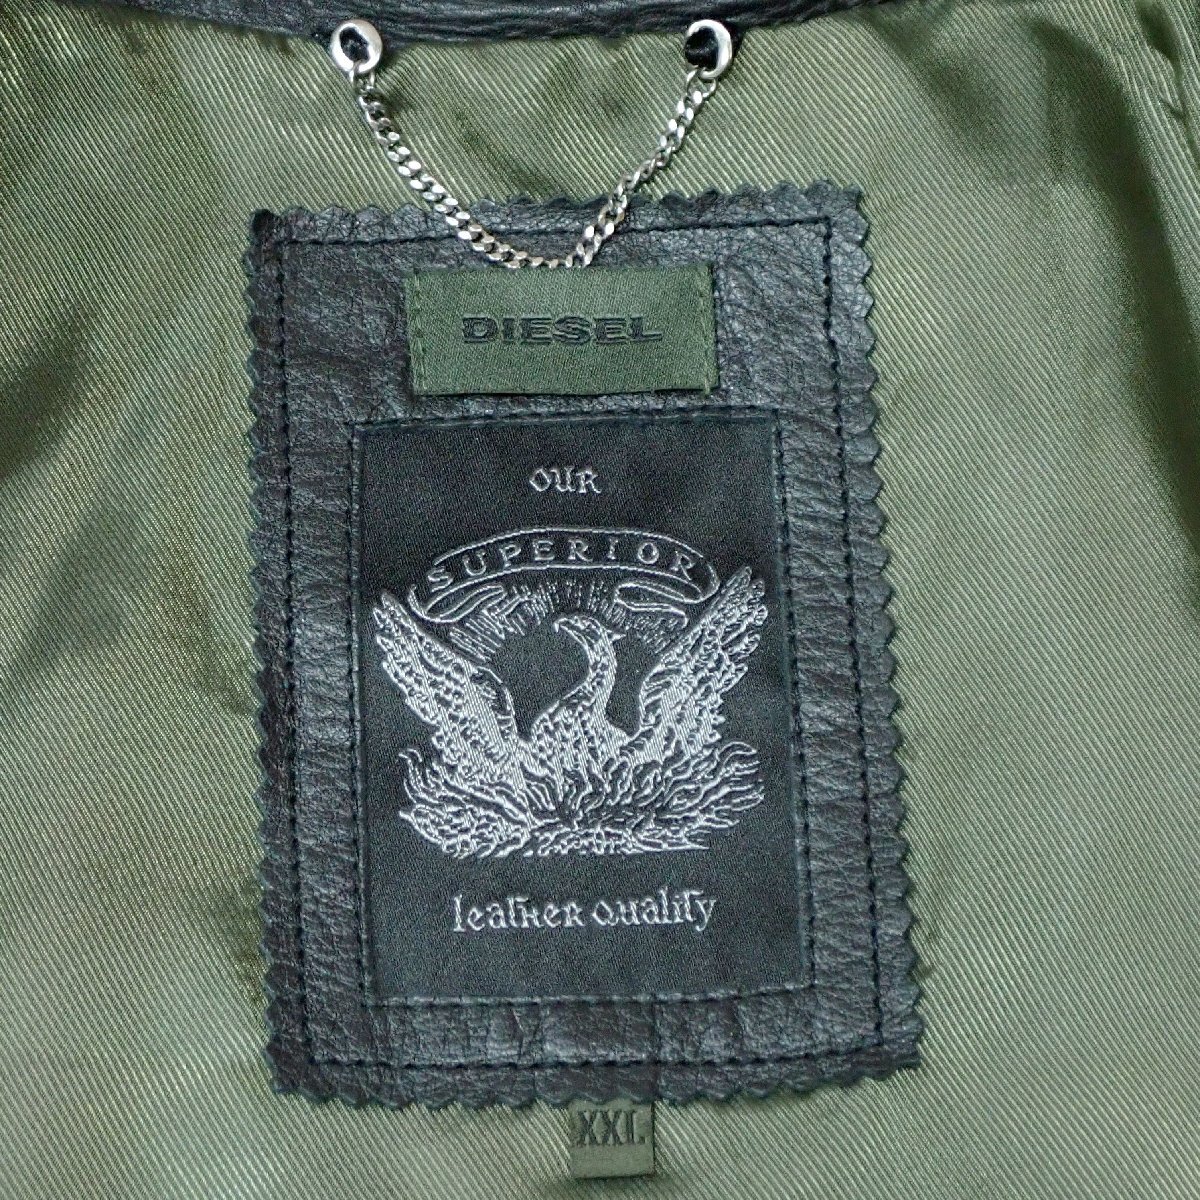 DIESEL
OUR
SUPERIOR
leather quality
XXL